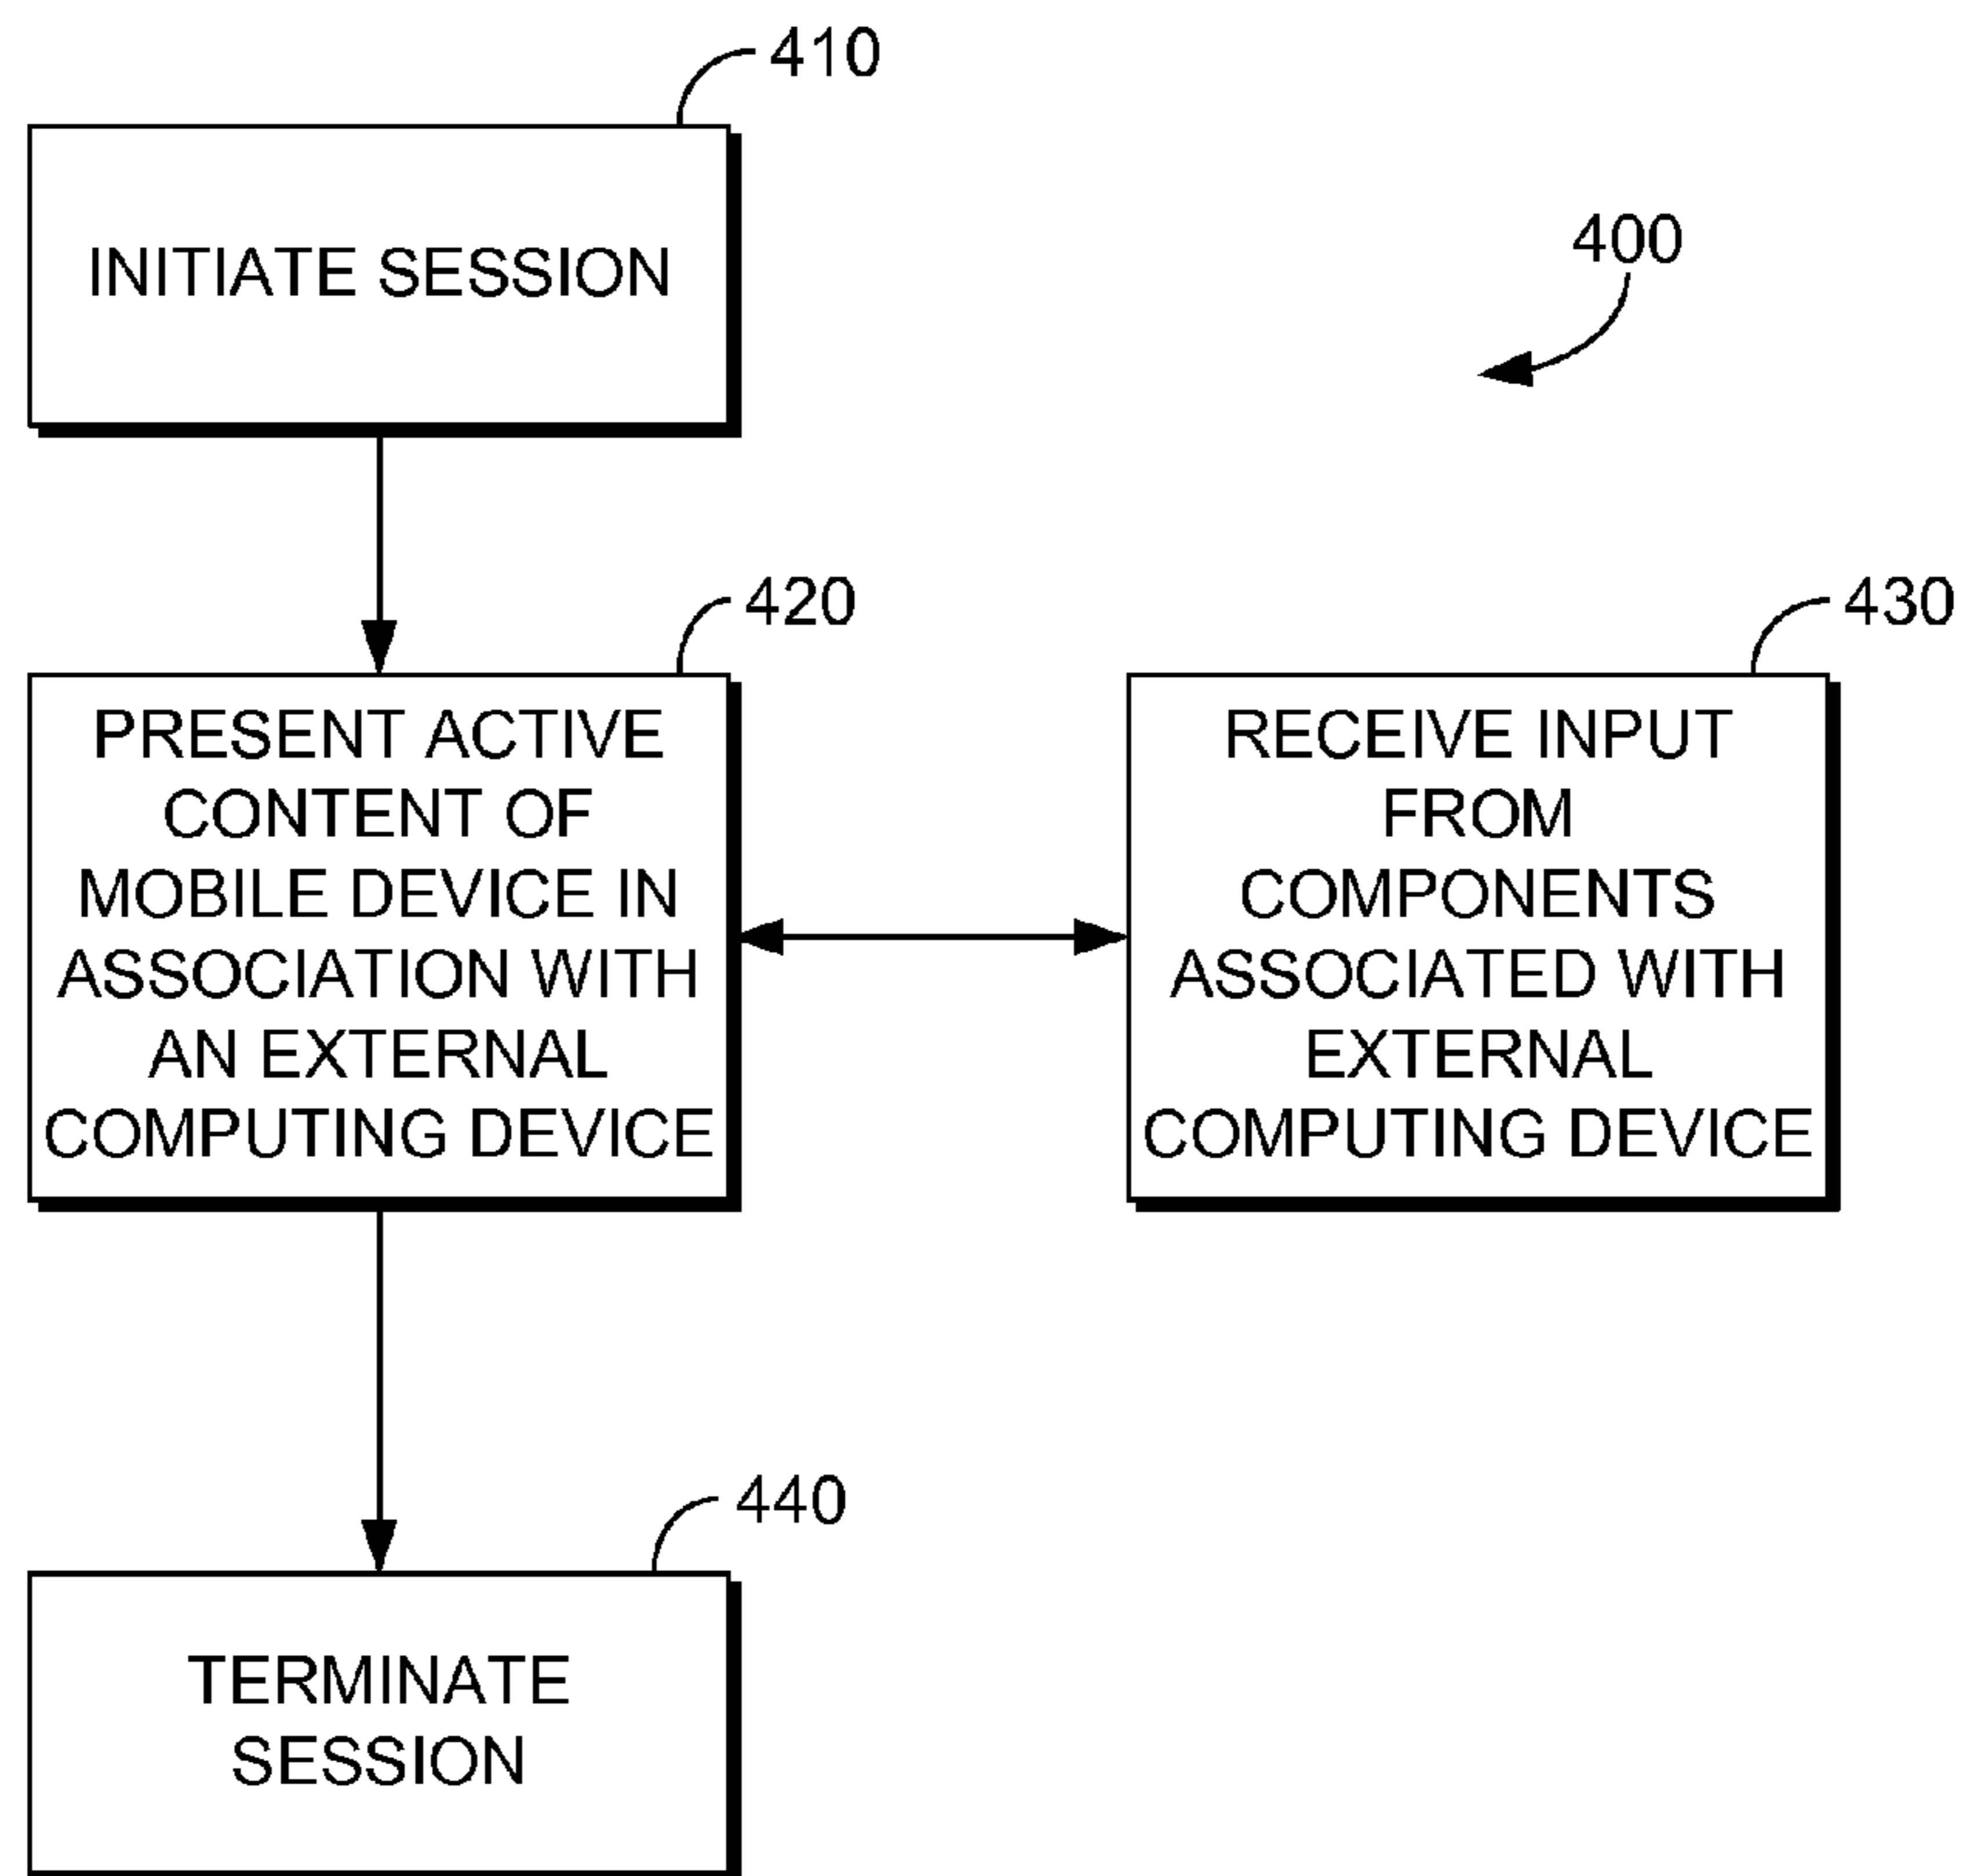 410
INITIATE SESSION
400
420
PRESENT ACTIVE
CONTENT OF
MOBILE DEVICE IN
ASSOCIATION WITH
AN EXTERNAL
COMPUTING DEVICE
430
RECEIVE INPUT
FROM
COMPONENTS
ASSOCIATED WITH
EXTERNAL
COMPUTING DEVICE
440
TERMINATE
SESSION